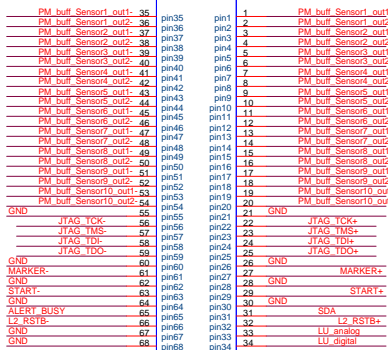 PM_buff_Sensor1_out1- 35 pin35 pin1 1 PM_buff_Sensor1_out1
PM_buff_Sensor1_out2- 36 pin36 pin2 2 PM_buff_Sensor1_out2
PM_buff_Sensor2_out1- 37 pin37 pin3 3 PM_buff_Sensor2_out1
PM_buff_Sensor2_out2- 38 pin38 pin4 4 PM_buff_Sensor2_out2
PM_buff_Sensor3_out1- 39 pin39 pin5 5 PM_buff_Sensor3_out1
PM_buff_Sensor3_out2- 40 pin40 pin6 6 PM_buff_Sensor3_out2
PM_buff_Sensor4_out1- 41 pin41 pin7 7 PM_buff_Sensor4_out1
PM_buff_Sensor4_out2- 42 pin42 pin8 8 PM_buff_Sensor4_out2
PM_buff_Sensor5_out1- 43 pin43 pin9 9 PM_buff_Sensor5_out1
PM_buff_Sensor5_out2- 44 pin44 pin10 10 PM_buff_Sensor5_out2
PM_buff_Sensor6_out1- 45 pin45 pin11 11 PM_buff_Sensor6_out1
PM_buff_Sensor6_out2- 46 pin46 pin12 12 PM_buff_Sensor6_out2
PM_buff_Sensor7_out1- 47 pin47 pin13 13 PM_buff_Sensor7_out1
PM_buff_Sensor7_out2- 48 pin48 pin14 14 PM_buff_Sensor7_out2
PM_buff_Sensor8_out1- 49 pin49 pin15 15 PM_buff_Sensor8_out1
PM_buff_Sensor8_out2- 50 pin50 pin16 16 PM_buff_Sensor8_out2
PM_buff_Sensor9_out1- 51 pin51 pin17 17 PM_buff_Sensor9_out1
PM_buff_Sensor9_out2- 52 pin52 pin18 18 PM_buff_Sensor9_out2
PM_buff_Sensor10_out1- 53 pin53 pin19 19 PM_buff_Sensor10_out
PM_buff_Sensor10_out2- 54 pin54 pin20 20 PM_buff_Sensor10_out
GND 55 pin55 pin21 21 GND
JTAG_TCK- 56 pin56 pin22 22 JTAG_TCK+
JTAG_TMS- 57 pin57 pin23 23 JTAG_TMS+
JTAG_TDI- 58 pin58 pin24 24 JTAG_TDI+
JTAG_TDO- 59 pin59 pin25 25 JTAG_TDO+
GND 60 pin60 pin26 26 GND
MARKER- 61 pin61 pin27 27 MARKER+
GND 62 pin62 pin28 28 GND
START- 63 pin63 pin29 29 START+
GND 64 pin64 pin30 30 GND
ALERT_BUSY 65 pin65 pin31 31 SDA
L2_RSTB- 66 pin66 pin32 32 L2_RSTB+
GND 67 pin67 pin33 33 LU_analog
GND 68 pin68 pin34 34 LU_digital